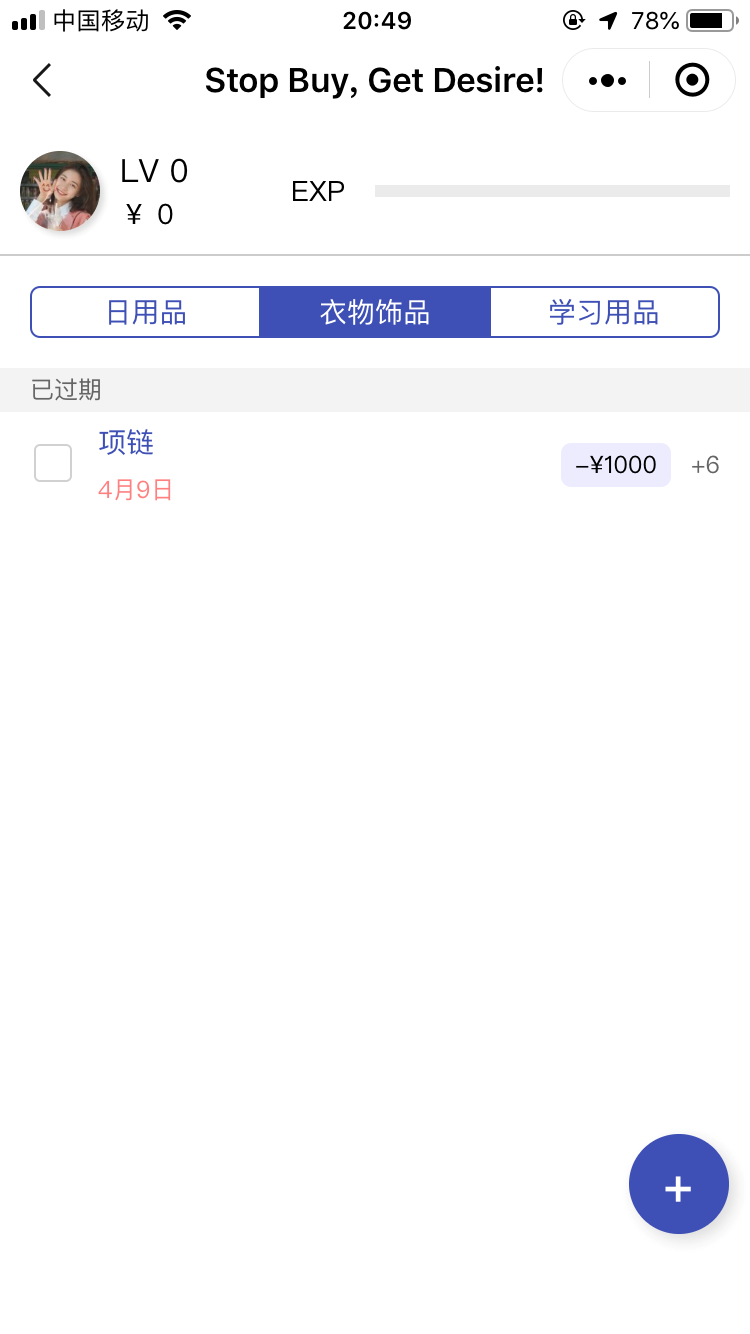 中国移动 20:49 78%
Stop Buy, Get Desire!
LV 0
¥ 0
EXP
日用品 衣物饰品 学习用品
已过期
项链
4月9日
−¥1000 +6
+